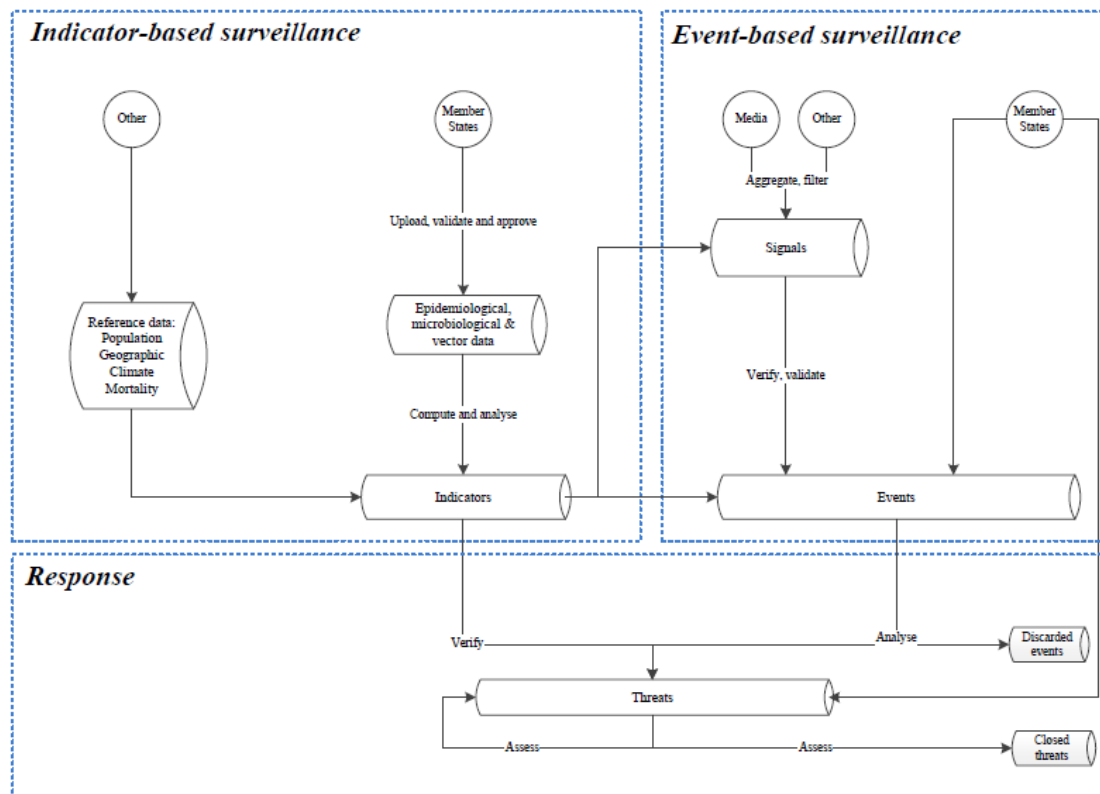 Indicator-based surveillance
Event-based surveillance
Other
Member
States
Media
Other
Member
States
Aggregate, filter
Upload, validate and approve
Signals
Reference data:
Population
Geographic
Climate
Mortality
Epidemiological,
microbiological &
vector data
Verify, validate
Compute and analyse
Indicators
Events
Response
Verify
Analyse
Discarded
events
Threats
Assess
Assess
Closed
threats